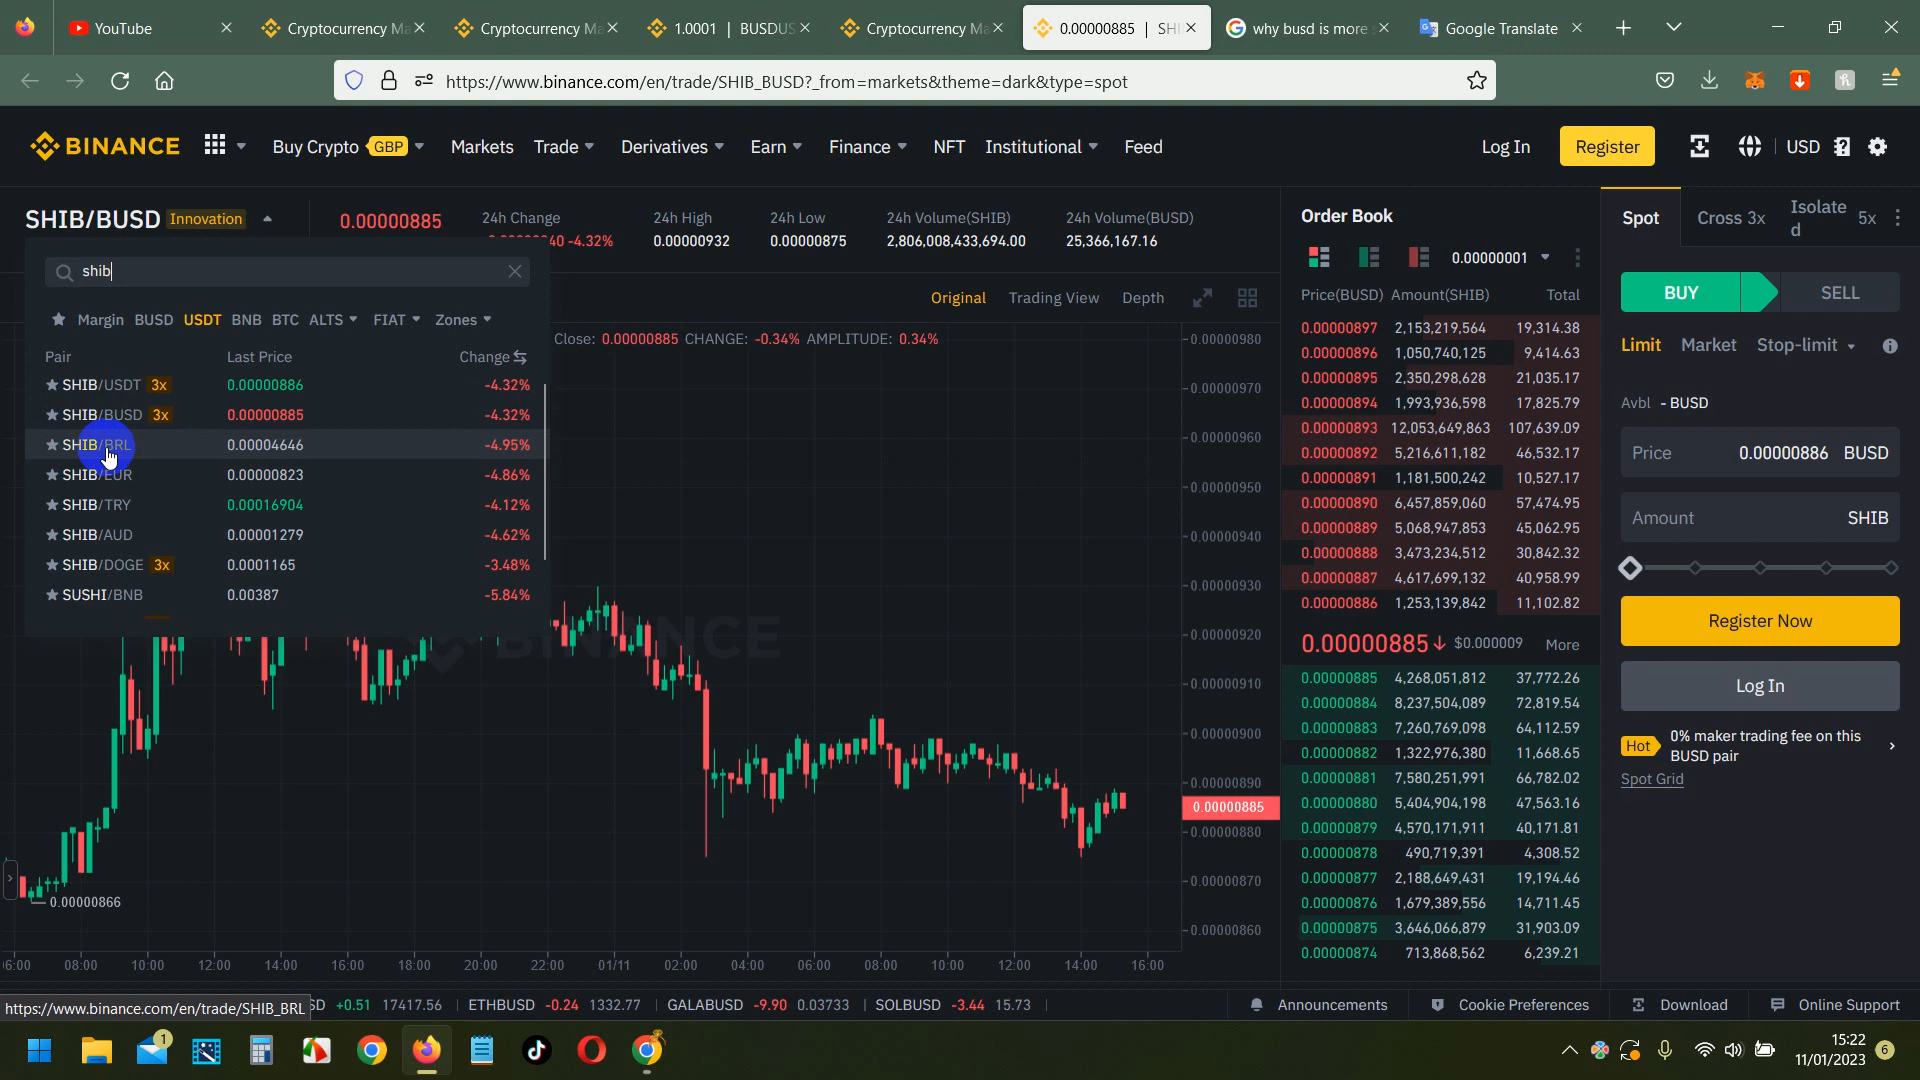 YouTube
Cryptocurrency Ma
Cryptocurrency Ma
1.0001 | BUSDUS
Cryptocurrency Ma
0.00000885 | SHI
why busd is more
Google Translate
https://www.binance.com/en/trade/SHIB_BUSD?_from=markets&theme=dark&type=spot
BINANCE
Buy Crypto GBP
Markets
Trade
Derivatives
Earn
Finance
NFT
Institutional
Feed
Log In
Register
USD
SHIB/BUSD Innovation
0.00000885
24h Change
-4.32%
24h High
0.00000932
24h Low
0.00000875
24h Volume(SHIB)
2,806,008,433,694.00
24h Volume(BUSD)
25,366,167.16
shib
Margin BUSD USDT BNB BTC ALTS FIAT Zones
Pair Last Price Change
SHIB/USDT 3x 0.00000886 -4.32%
SHIB/BUSD 3x 0.00000885 -4.32%
SHIB/BRL 0.00004646 -4.95%
SHIB/EUR 0.00000823 -4.86%
SHIB/TRY 0.00016904 -4.12%
SHIB/AUD 0.00001279 -4.62%
SHIB/DOGE 3x 0.0001165 -3.48%
SUSHI/BNB 0.00387 -5.84%
Original Trading View Depth
Close: 0.00000885 CHANGE: -0.34% AMPLITUDE: 0.34%
BINANCE
0.00000980
0.00000970
0.00000960
0.00000950
0.00000940
0.00000930
0.00000920
0.00000910
0.00000900
0.00000890
0.00000885
0.00000880
0.00000870
0.00000860
0.00000866
08:00 10:00 12:00 14:00 16:00 18:00 20:00 22:00 01/11 02:00 04:00 06:00 08:00 10:00 12:00 14:00 16:00
Order Book
0.00000001
Price(BUSD) Amount(SHIB) Total
0.00000897 2,153,219,564 19,314.38
0.00000896 1,050,740,125 9,414.63
0.00000895 2,350,298,628 21,035.17
0.00000894 1,993,936,598 17,825.79
0.00000893 12,053,649,863 107,639.09
0.00000892 5,216,611,182 46,532.17
0.00000891 1,181,500,242 10,527.17
0.00000890 6,457,859,060 57,474.95
0.00000889 5,068,947,853 45,062.95
0.00000888 3,473,234,512 30,842.32
0.00000887 4,617,699,132 40,958.99
0.00000886 1,253,139,842 11,102.82
0.00000885 $0.000009 More
0.00000885 4,268,051,812 37,772.26
0.00000884 8,237,504,089 72,819.54
0.00000883 7,260,769,098 64,112.59
0.00000882 1,322,976,380 11,668.65
0.00000881 7,580,251,991 66,782.02
0.00000880 5,404,904,198 47,563.16
0.00000879 4,570,171,911 40,171.81
0.00000878 490,719,391 4,308.52
0.00000877 2,188,649,431 19,194.46
0.00000876 1,679,389,556 14,711.45
0.00000875 3,646,066,879 31,903.09
0.00000874 713,868,562 6,239.21
Spot Cross 3x Isolate
d 5x
BUY SELL
Limit Market Stop-limit
Avbl - BUSD
Price 0.00000886 BUSD
Amount SHIB
Register Now
Log In
Hot 0% maker trading fee on this
BUSD pair
Spot Grid
https://www.binance.com/en/trade/SHIB_BRL
SD +0.51 17417.56 ETHBUSD -0.24 1332.77 GALABUSD -9.90 0.03733 SOLBUSD -3.44 15.73
Announcements Cookie Preferences Download Online Support
1
15:22
11/01/2023
6